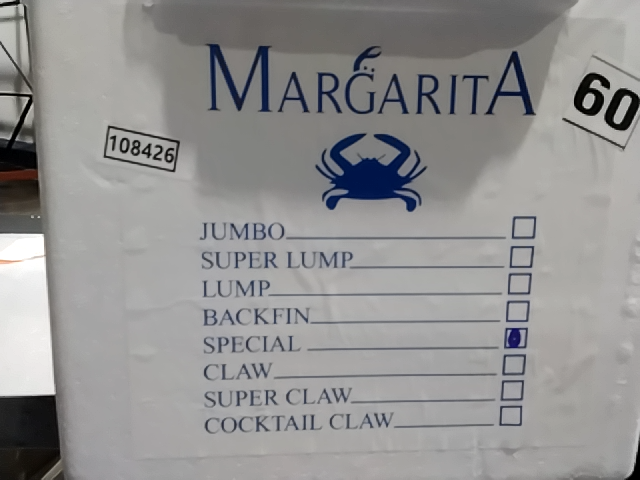 MARGARITA
60
108426
JUMBO
SUPER LUMP
LUMP
BACKFIN
SPECIAL
CLAW
SUPER CLAW
COCKTAIL CLAW